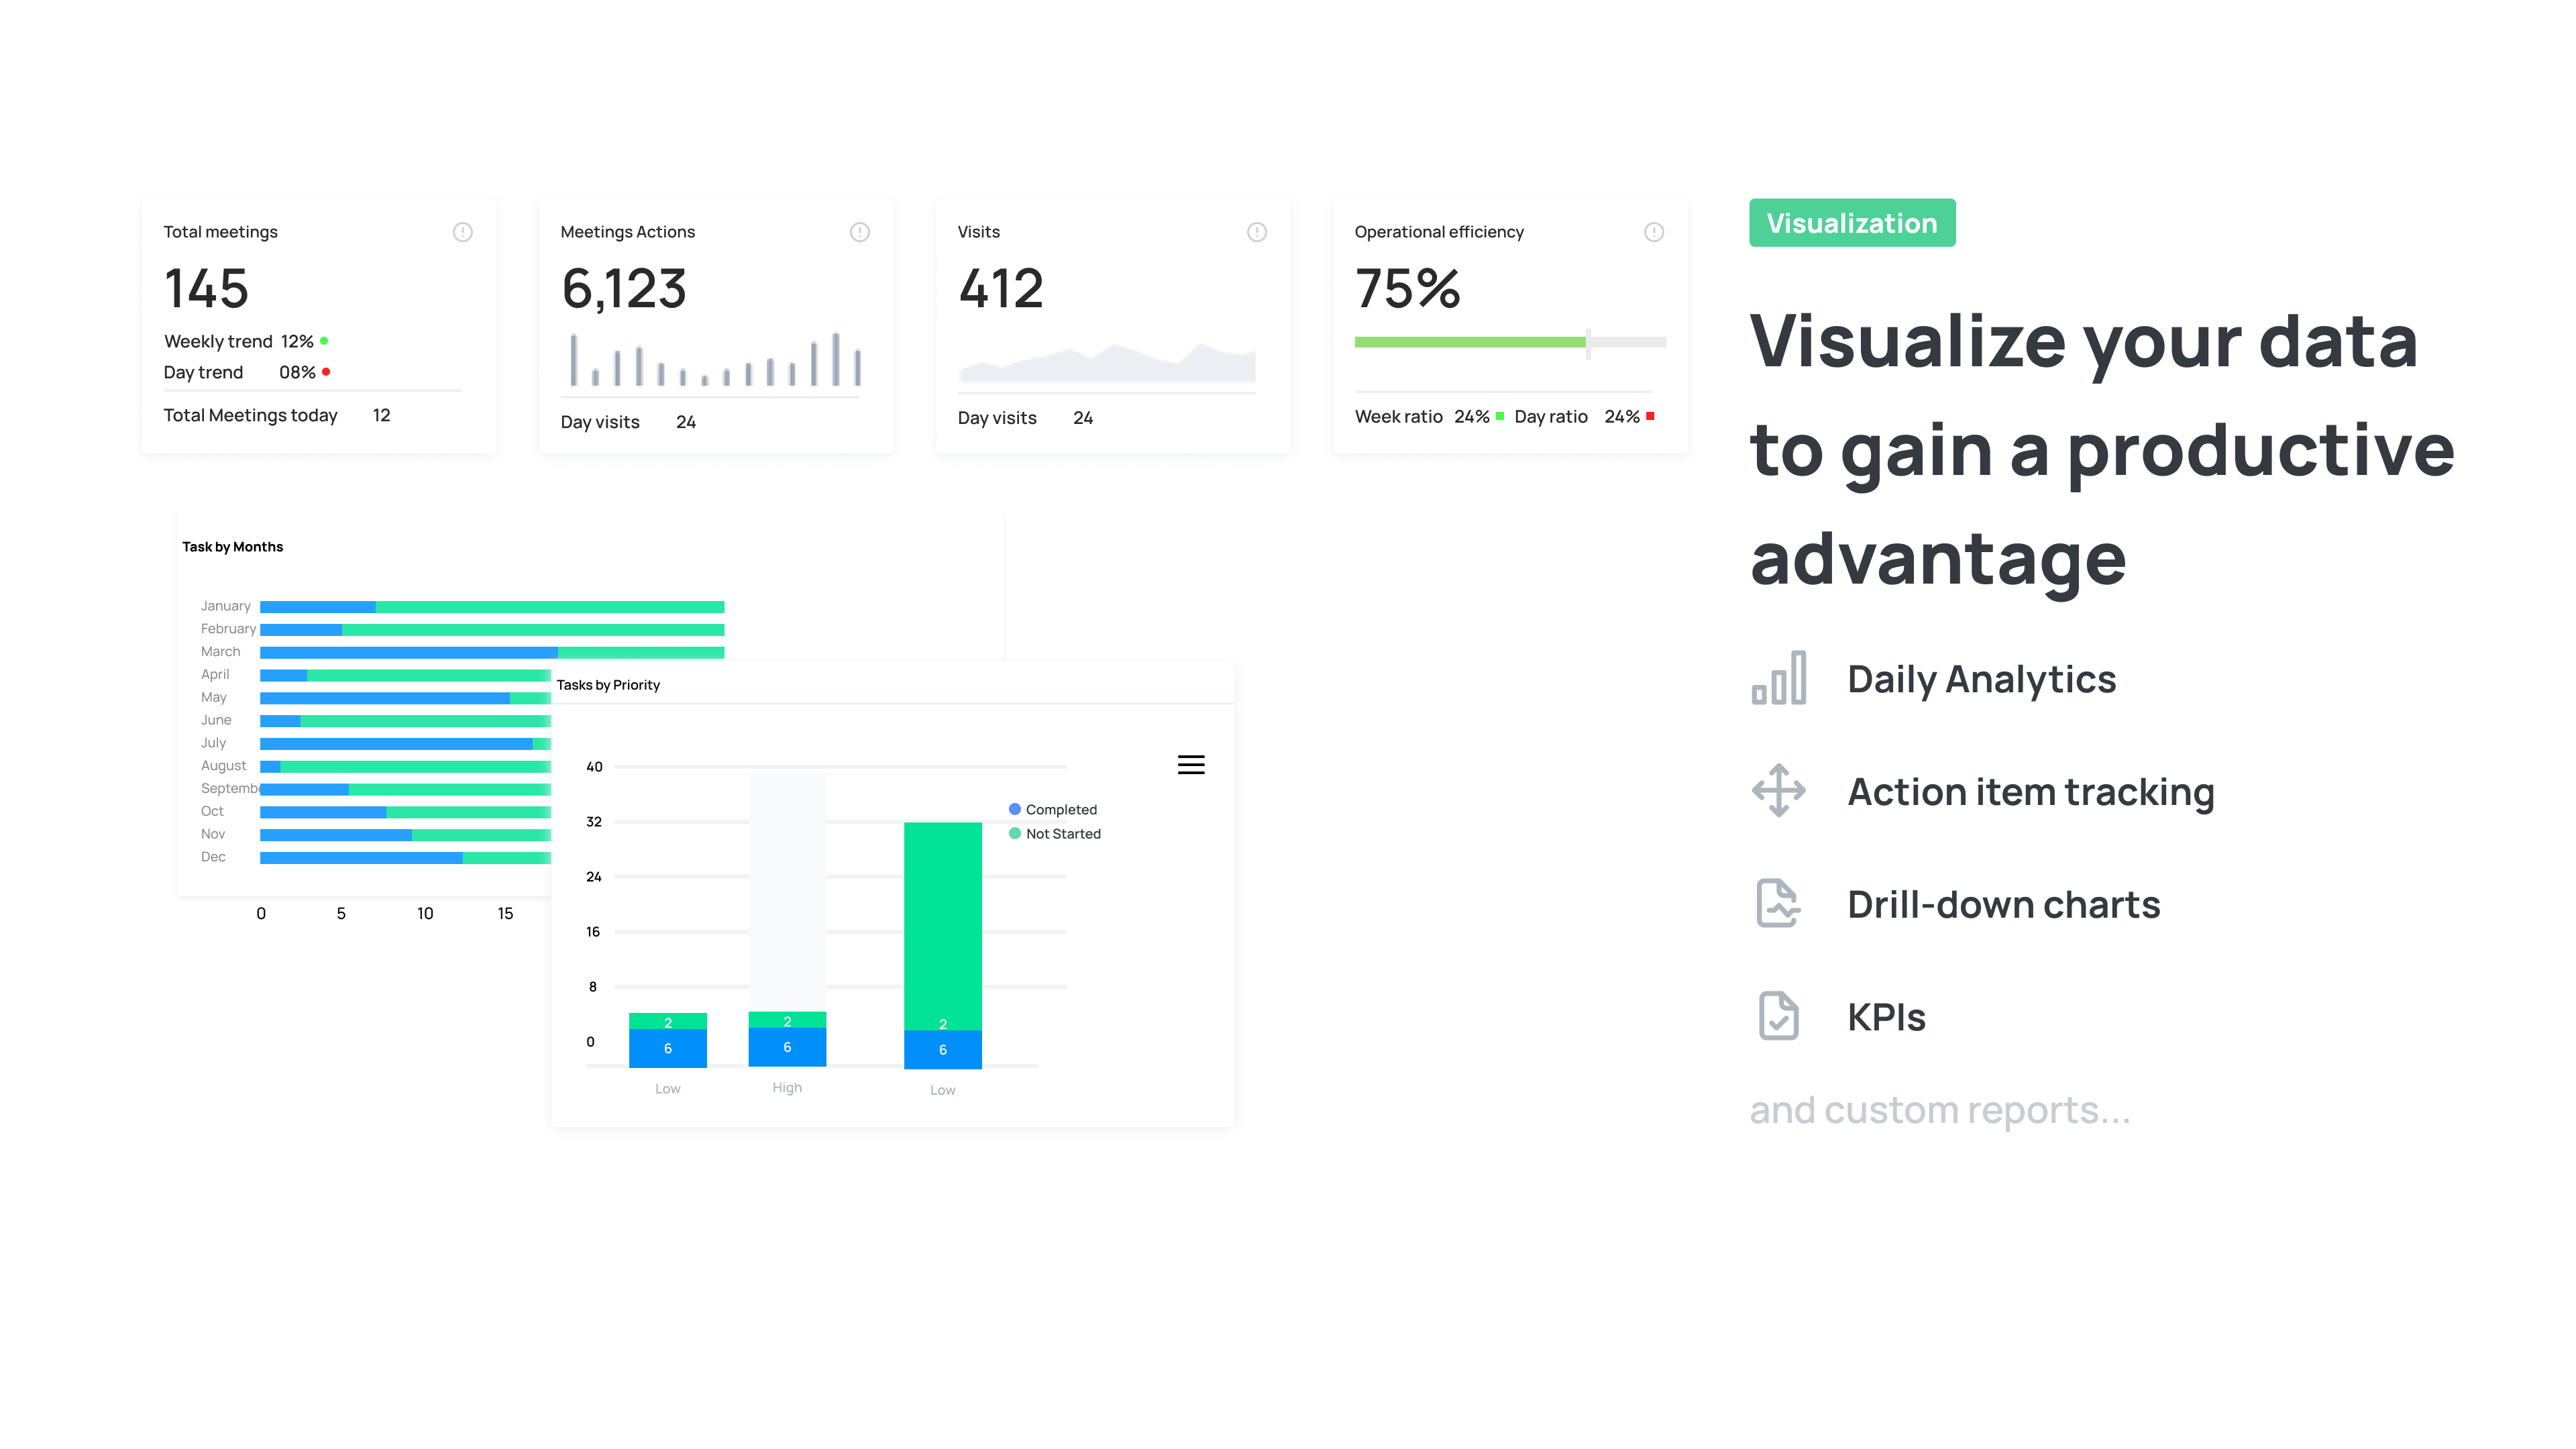 Total meetings
145
Weekly trend 12%
Day trend 08%
Total Meetings today 12
Meetings Actions
6,123
Day visits 24
Visits
412
Day visits 24
Operational efficiency
75%
Week ratio 24% Day ratio 24%
Task by Months
January
February
March
April
May
June
July
August
Septembe
Oct
Nov
Dec
0 5 10 15
Tasks by Priority
40
32
24
16
8
0
Completed
Not Started
2 2 2
6 6 6
Low High Low
Visualization
Visualize your data
to gain a productive
advantage
Daily Analytics
Action item tracking
Drill-down charts
KPIs
and custom reports...